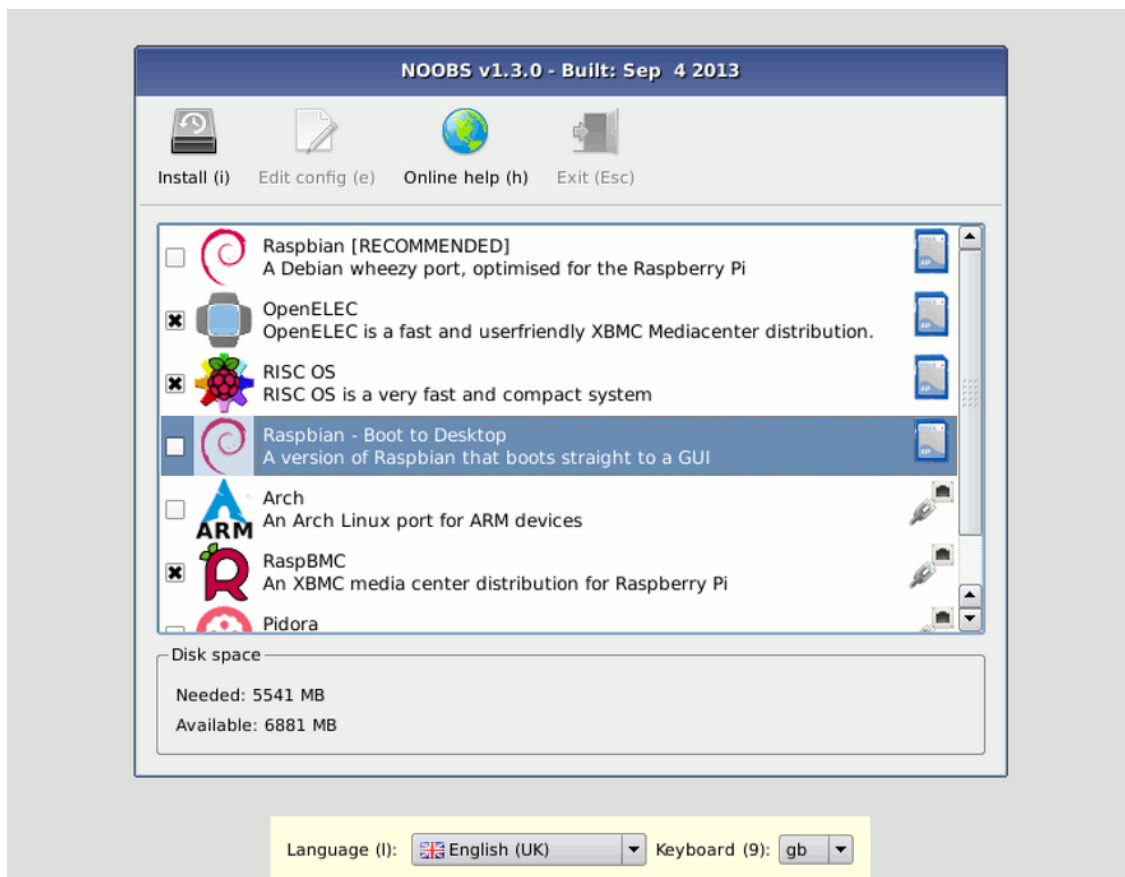 NOOBS v1.3.0 - Built: Sep 4 2013
Install (i) Edit config (e) Online help (h) Exit (Esc)
Raspbian [RECOMMENDED]
A Debian wheezy port, optimised for the Raspberry Pi
OpenELEC
OpenELEC is a fast and userfriendly XBMC Mediacenter distribution.
RISC OS
RISC OS is a very fast and compact system
Raspbian - Boot to Desktop
A version of Raspbian that boots straight to a GUI
ARM
Arch
An Arch Linux port for ARM devices
RaspBMC
An XBMC media center distribution for Raspberry Pi
Pidora
Disk space
Needed: 5541 MB
Available: 6881 MB
Language (l): English (UK) Keyboard (9): gb